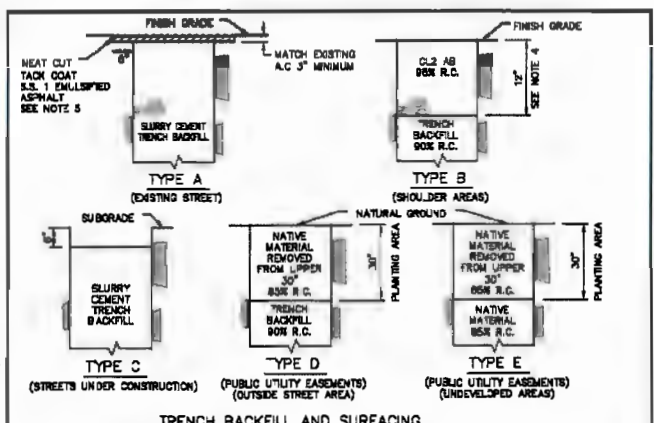 FINISH GRADE
NEAT CUT
TACK COAT
S.S. 1 EMULSIFIED
ASPHALT
SEE NOTE 5
6"
MATCH EXISTING
A.C 3" MINIMUM
SLURRY CEMENT
TRENCH BACKFILL
TYPE A
(EXISTING STREET)
FINISH GRADE
CL2 AB
95% R.C.
12"
SEE NOTE 4
TRENCH
BACKFILL
90% R.C.
TYPE B
(SHOULDER AREAS)
SUBGRADE
6"
SLURRY
CEMENT
TRENCH
BACKFILL
TYPE C
(STREETS UNDER CONSTRUCTION)
NATURAL GROUND
NATIVE
MATERIAL
REMOVED
FROM UPPER
30"
85% R.C.
30"
PLANTING AREA
TRENCH
BACKFILL
90% R.C.
TYPE D
(PUBLIC UTILITY EASEMENTS)
(OUTSIDE STREET AREA)
NATIVE
MATERIAL
REMOVED
FROM UPPER
30"
85% R.C.
30"
PLANTING AREA
NATIVE
MATERIAL
85% R.C.
TYPE E
(PUBLIC UTILITY EASEMENTS)
(UNDEVELOPED AREAS)
TRENCH BACKFILL AND SURFACING